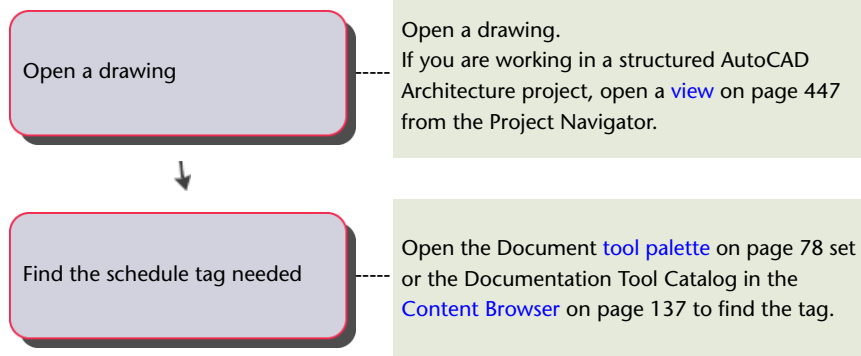 Open a drawing
Open a drawing.
If you are working in a structured AutoCAD
Architecture project, open a view on page 447
from the Project Navigator.
Find the schedule tag needed
Open the Document tool palette on page 78 set
or the Documentation Tool Catalog in the
Content Browser on page 137 to find the tag.